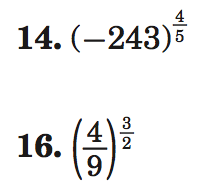 14. (−243)^{4/5}
16. (4/9)^{3/2}